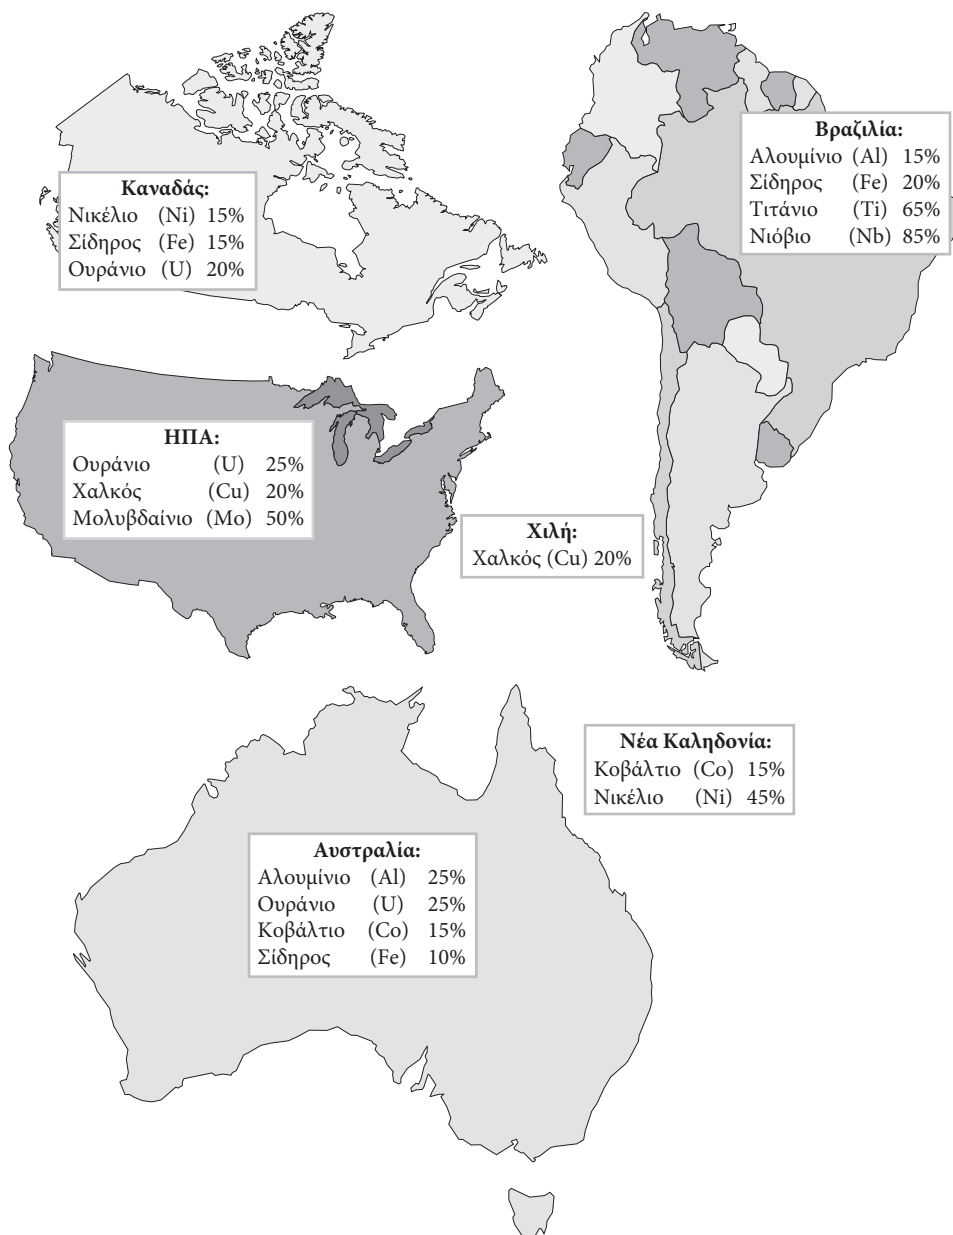 Καναδάς:
Νικέλιο (Ni) 15%
Σίδηρος (Fe) 15%
Ουράνιο (U) 20%
Βραζιλία:
Αλουμίνιο (Al) 15%
Σίδηρος (Fe) 20%
Τιτάνιο (Ti) 65%
Νιόβιο (Nb) 85%
ΗΠΑ:
Ουράνιο (U) 25%
Χαλκός (Cu) 20%
Μολυβδαίνιο (Mo) 50%
Χιλή:
Χαλκός (Cu) 20%
Νέα Καληδονία:
Κοβάλτιο (Co) 15%
Νικέλιο (Ni) 45%
Αυστραλία:
Αλουμίνιο (Al) 25%
Ουράνιο (U) 25%
Κοβάλτιο (Co) 15%
Σίδηρος (Fe) 10%